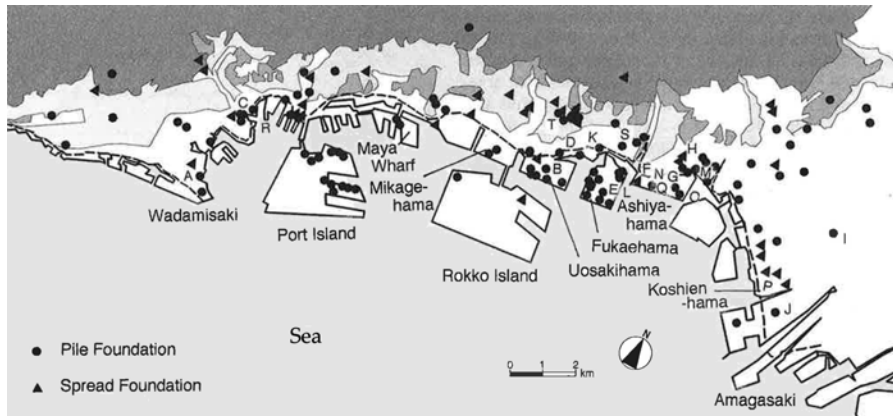 C
R
T
D
K
S
H
F
N
G
M
A
B
E
L
Q
O
Maya
Wharf
Mikage-
hama
Wadamisaki
Port Island
Ashiya-
hama
Fukaehama
I
Rokko Island
Uosakihama
Koshien
-hama
P
J
Sea
N
Pile Foundation
Spread Foundation
0 1 2
km
Amagasaki